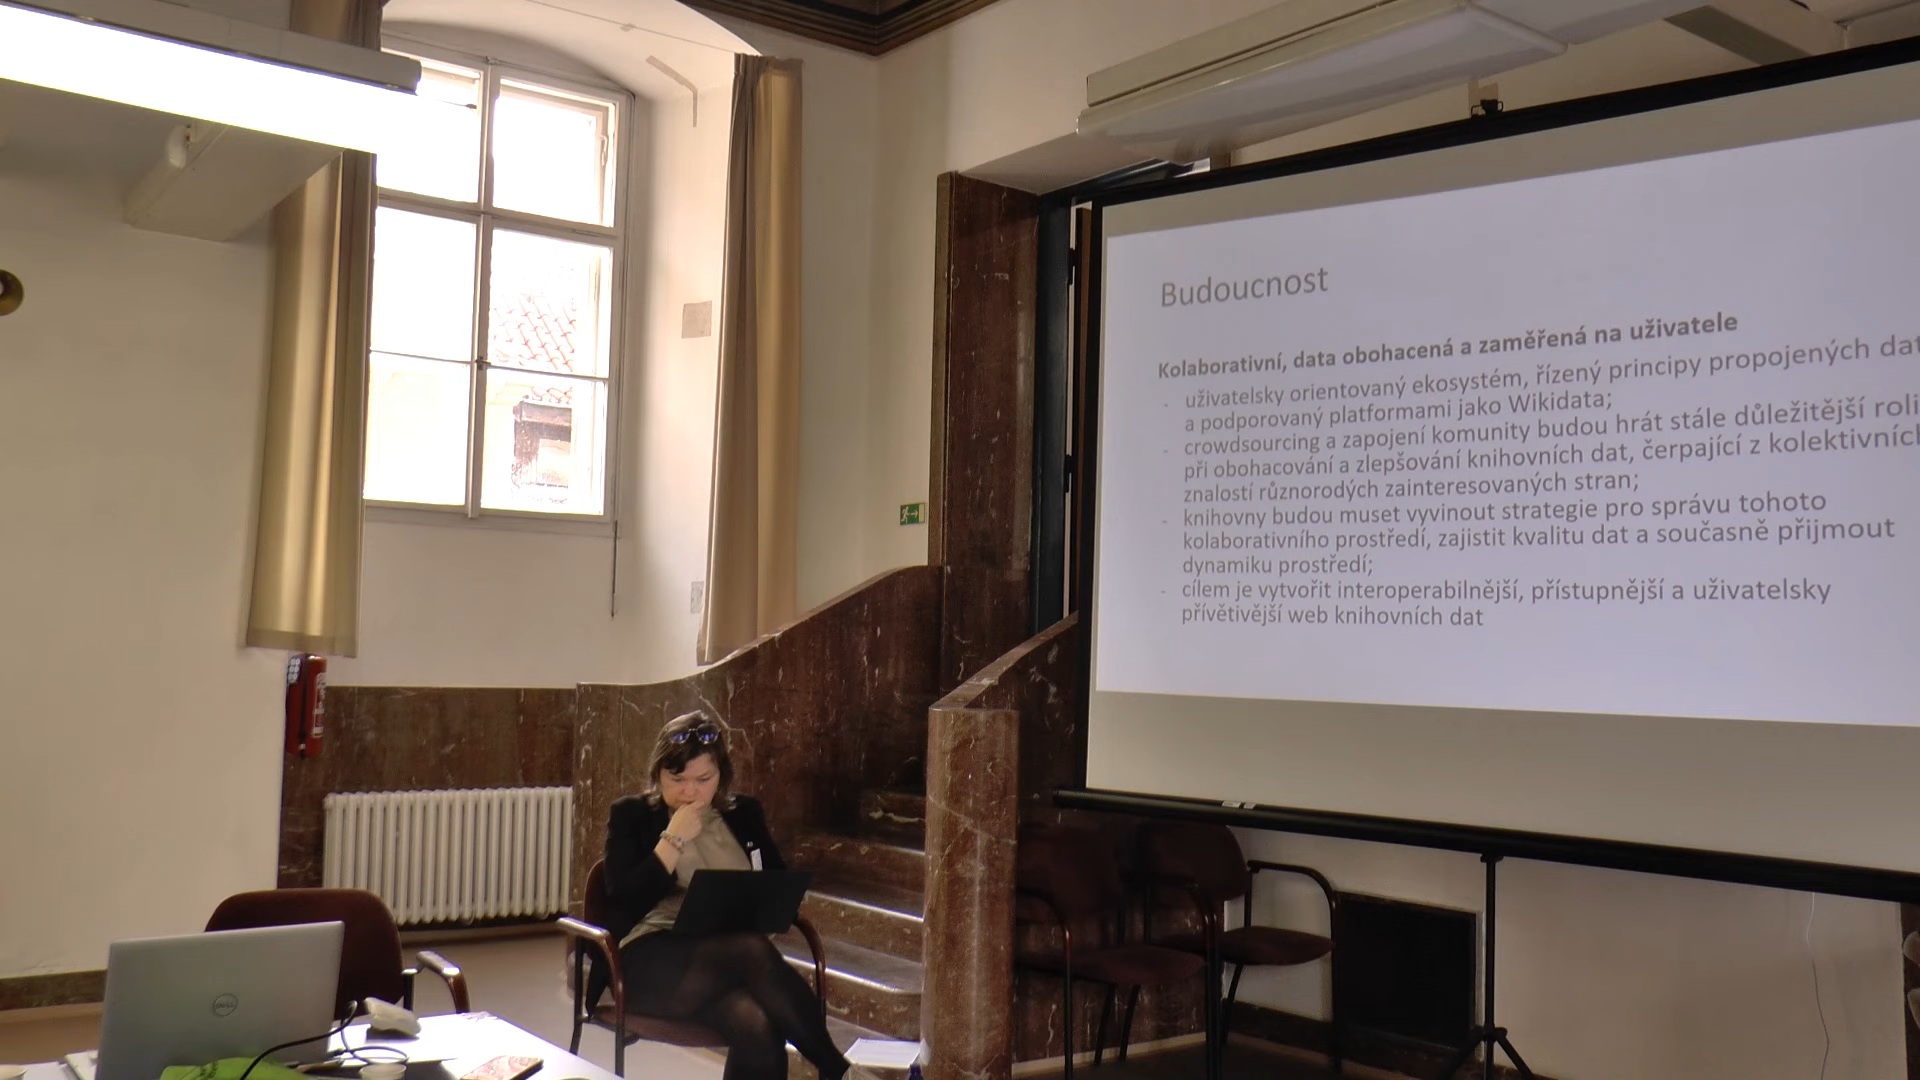 Budoucnost
Kolaborativní, data obohacená a zaměřená na uživatele
- uživatelsky orientovaný ekosystém, řízený principy propojených dat
a podporovaný platformami jako Wikidata;
- crowdsourcing a zapojení komunity budou hrát stále důležitější roli
při obohacování a zlepšování knihovních dat, čerpající z kolektivních
znalostí různorodých zainteresovaných stran;
- knihovny budou muset vyvinout strategie pro správu tohoto
kolaborativního prostředí, zajistit kvalitu dat a současně přijmout
dynamiku prostředí;
- cílem je vytvořit interoperabilnější, přístupnější a uživatelsky
přívětivější web knihovních dat
DELL